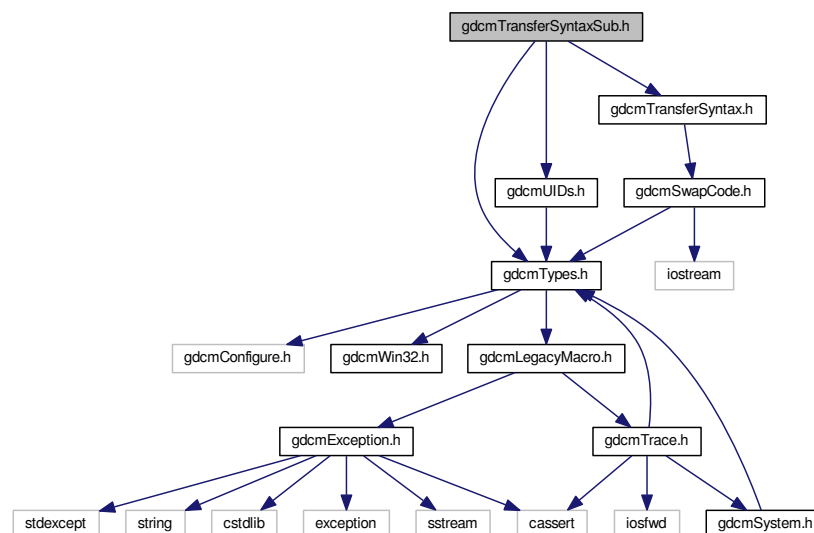 gdcmTransferSyntaxSub.h
gdcmTransferSyntax.h
gdcmUIDs.h
gdcmSwapCode.h
gdcmTypes.h
iostream
gdcmConfigure.h
gdcmWin32.h
gdcmLegacyMacro.h
gdcmException.h
gdcmTrace.h
stdexcept
string
cstdlib
exception
sstream
cassert
iosfwd
gdcmSystem.h